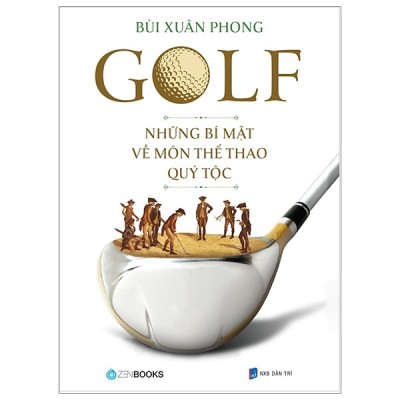 BÙI XUÂN PHONG
GOLF
NHỮNG BÍ MẬT
VỀ MÔN THỂ THAO
QUÝ TỘC
ZENBOOKS
NXB DÂN TRÍ